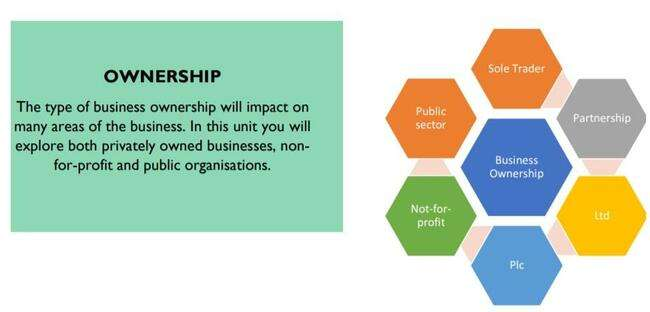 OWNERSHIP
The type of business ownership will impact on
many areas of the business. In this unit you will
explore both privately owned businesses, non-
for-profit and public organisations.
Sole Trader
Public
sector
Partnership
Business
Ownership
Not-for-
profit
Ltd
Plc